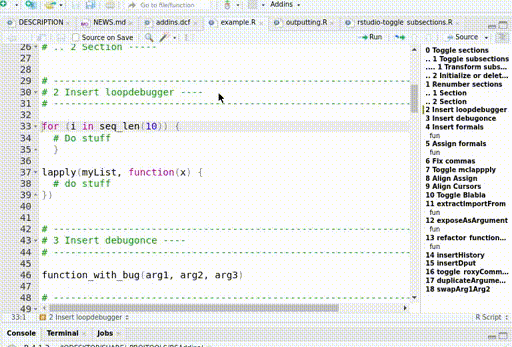 Go to file/function
Addins
DESCRIPTION
NEWS.md
addins.dcf
example.R
outputting.R
rstudio-toggle_subsections.R
Source on Save
Run
Source
26 # .. 2 Section -----
27
28
29 # ----------------------------------------------------------
30 # 2 Insert loopdebugger ----
31 # ----------------------------------------------------------
32
33 for (i in seq_len(10)) {
34   # Do stuff
35   }
36
37 lapply(myList, function(x) {
38   # do stuff
39 })
40
41
42 # ----------------------------------------------------------
43 # 3 Insert debugonce ----
44 # ----------------------------------------------------------
45
46 function_with_bug(arg1, arg2, arg3)
47
48 # ----------------------------------------------------------
49
0 Toggle sections
.. 1 Toggle subsections
.... 1 Transform subs...
.. 2 Initialize or delet...
1 Renumber sections
.. 1 Section
.. 2 Section
2 Insert loopdebugger
3 Insert debugonce
4 Insert formals
fun
5 Assign formals
fun
6 Fix commas
7 Toggle mclappply
8 Align Assign
9 Align Cursors
10 Toggle Blabla
11 extractImportFrom
fun
12 exposeAsArgument
fun
13 refactor function...
fun
14 insertHistory
15 insertDput
16 toggle roxyComm...
17 duplicateArgume...
18 swapArg1Arg2
33:1
2 Insert loopdebugger
R Script
Console
Terminal
Jobs